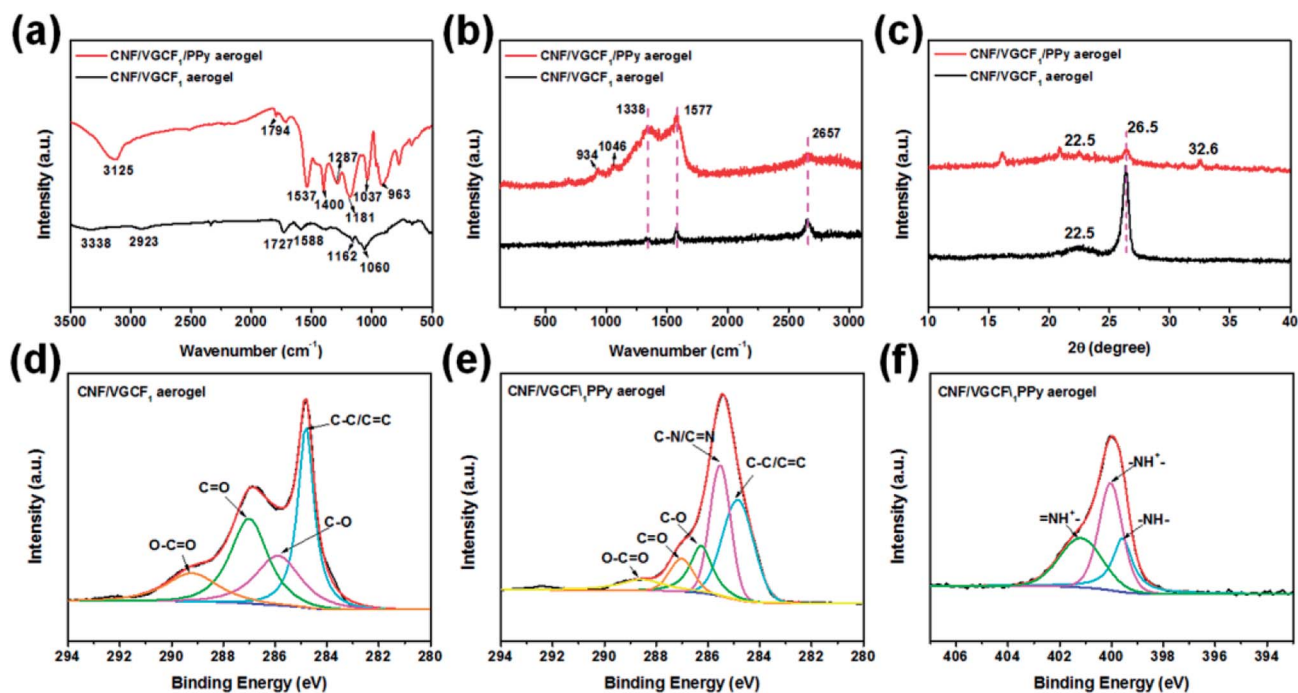 (a)
CNF/VGCF₁/PPy aerogel
CNF/VGCF₁ aerogel
Intensity (a.u.)
3125
1794
1537
1400
1287
1181
1037
963
3338
2923
1727
1588
1162
1060
3500 3000 2500 2000 1500 1000 500
Wavenumber (cm⁻¹)
(b)
CNF/VGCF₁/PPy aerogel
CNF/VGCF₁ aerogel
Intensity (a.u.)
934
1046
1338
1577
2657
500 1000 1500 2000 2500 3000
Wavenumber (cm⁻¹)
(c)
CNF/VGCF₁/PPy aerogel
CNF/VGCF₁ aerogel
Intensity (a.u.)
22.5
26.5
32.6
22.5
10 15 20 25 30 35 40
2θ (degree)
(d)
CNF/VGCF₁ aerogel
Intensity (a.u.)
C-C/C=C
C=O
C-O
O-C=O
294 292 290 288 286 284 282 280
Binding Energy (eV)
(e)
CNF/VGCF\₁PPy aerogel
Intensity (a.u.)
C-N/C=N
C-C/C=C
C-O
C=O
O-C=O
294 292 290 288 286 284 282 280
Binding Energy (eV)
(f)
CNF/VGCF\₁PPy aerogel
Intensity (a.u.)
-NH⁺-
=NH⁺-
-NH-
406 404 402 400 398 396 394
Binding Energy (eV)